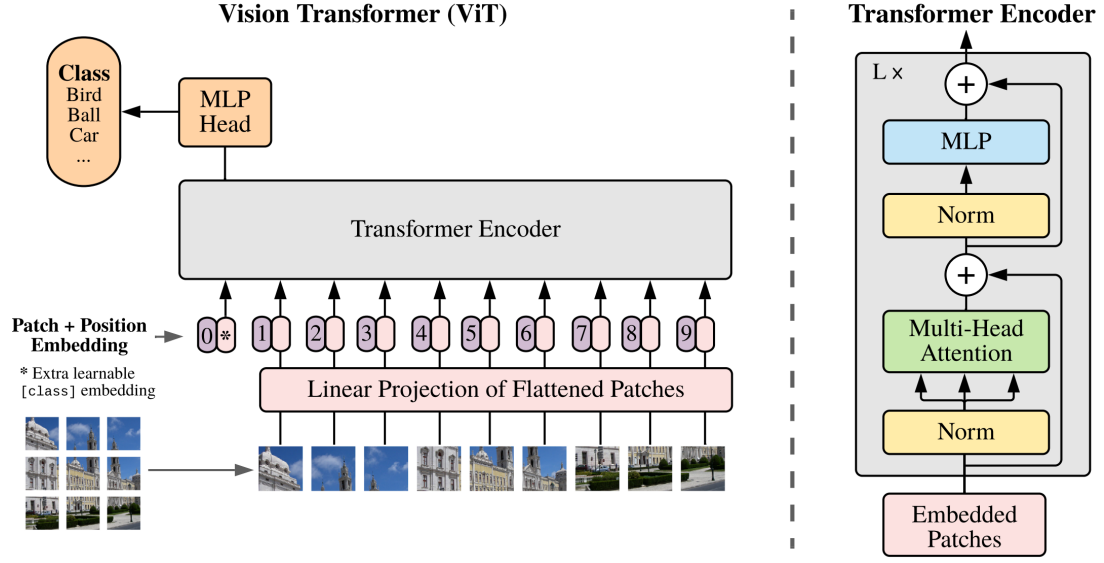 Vision Transformer (ViT)
Class
Bird
Ball
Car
...
MLP
Head
Transformer Encoder
Patch + Position
Embedding
0 * 1 2 3 4 5 6 7 8 9
* Extra learnable
[class] embedding
Linear Projection of Flattened Patches
Transformer Encoder
L ×
+
MLP
Norm
+
Multi-Head
Attention
Norm
Embedded
Patches